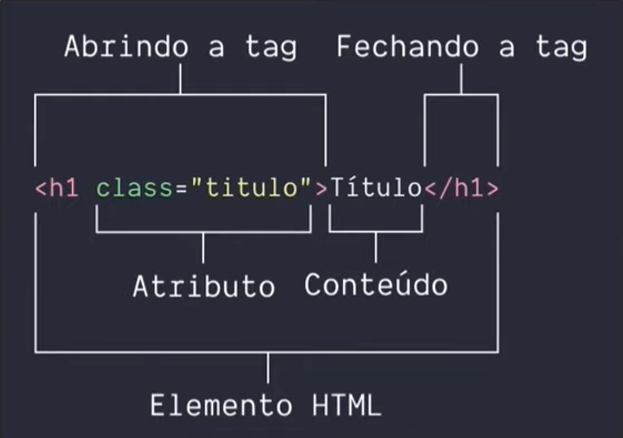 Abrindo a tag Fechando a tag
<h1 class="titulo">Título</h1>
Atributo Conteúdo
Elemento HTML